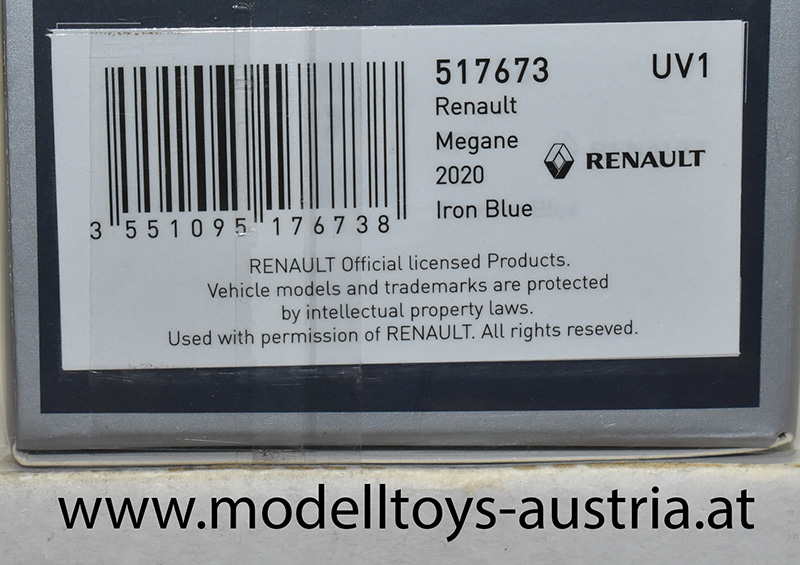 517673
UV1
Renault
Megane
2020
Iron Blue
RENAULT
3 551095 176738
RENAULT Official licensed Products.
Vehicle models and trademarks are protected
by intellectual property laws.
Used with permission of RENAULT. All rights reseved.
www.modelltoys-austria.at